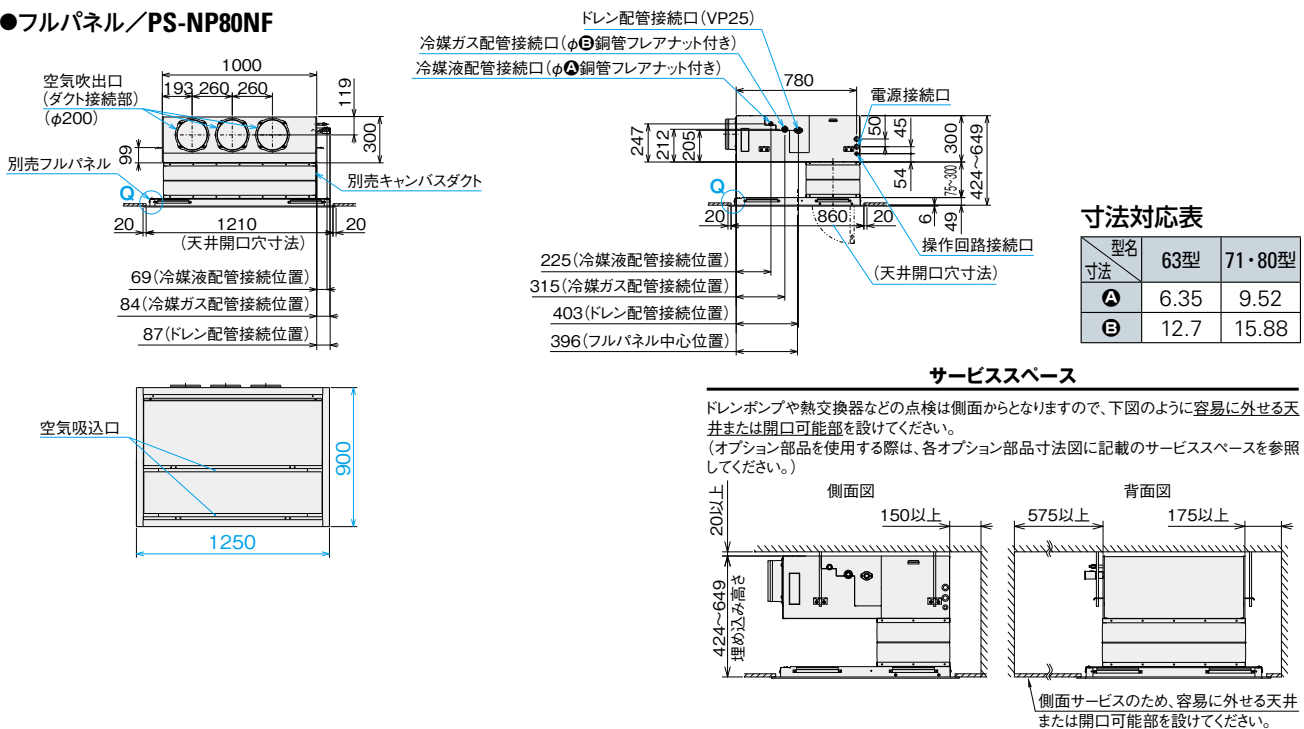 ●フルパネル／PS-NP80NF
空気吹出口
(ダクト接続部)
(φ200)
1000
193 260 260
119
300
99
別売フルパネル
別売キャンバスダクト
Q
20 1210 20
(天井開口穴寸法)
69(冷媒液配管接続位置)
84(冷媒ガス配管接続位置)
87(ドレン配管接続位置)
空気吸込口
900
1250
ドレン配管接続口(VP25)
冷媒ガス配管接続口(φB銅管フレアナット付き)
冷媒液配管接続口(φA銅管フレアナット付き)
780
電源接続口
247
212
205
50
45
54
300
75~300
424~649
Q
20 860 20
6
49
操作回路接続口
(天井開口穴寸法)
225(冷媒液配管接続位置)
315(冷媒ガス配管接続位置)
403(ドレン配管接続位置)
396(フルパネル中心位置)
寸法対応表
型名
寸法
63型 71・80型
A 6.35 9.52
B 12.7 15.88
サービススペース
ドレンポンプや熱交換器などの点検は側面からとなりますので、下図のように容易に外せる天
井または開口可能部を設けてください。
(オプション部品を使用する際は、各オプション部品寸法図に記載のサービススペースを参照
してください。)
側面図
20以上
150以上
424~649
埋め込み高さ
背面図
575以上
175以上
側面サービスのため、容易に外せる天井
または開口可能部を設けてください。